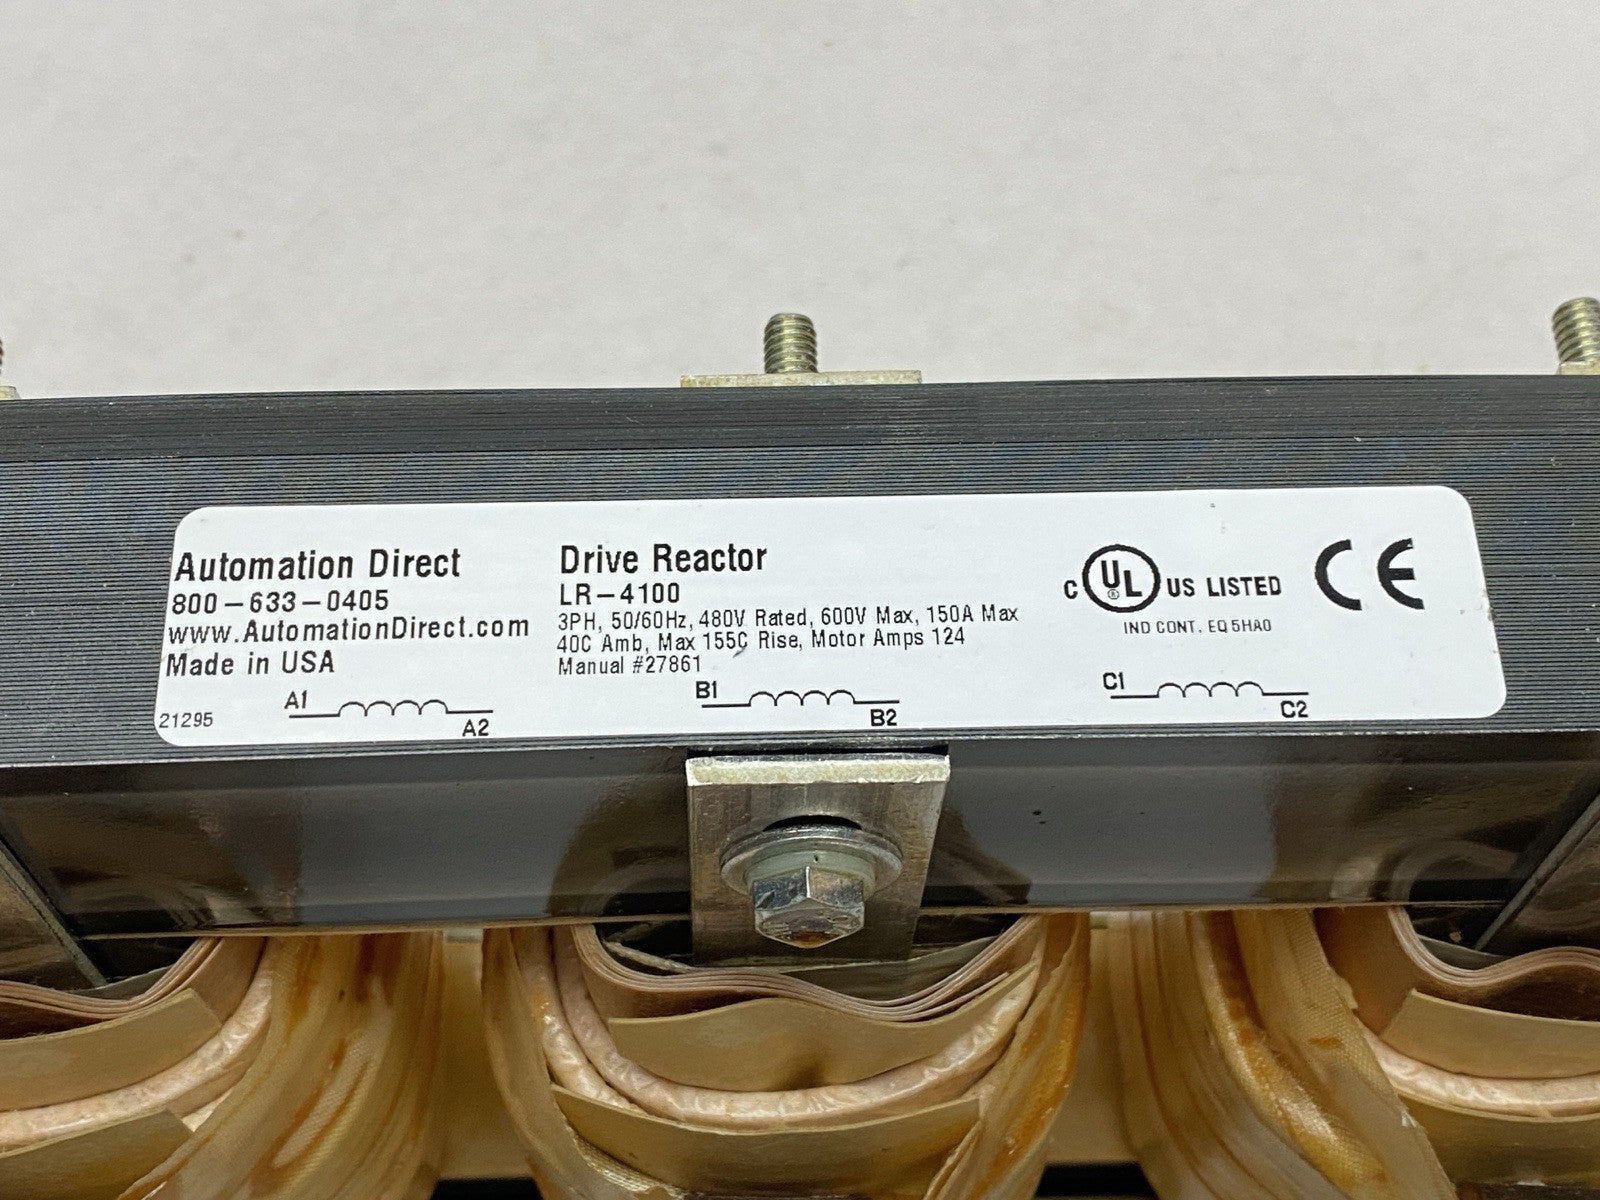 Automation Direct
800-633-0405
www.AutomationDirect.com
Made in USA
Drive Reactor
LR-4100
3PH, 50/60Hz, 480V Rated, 600V Max, 150A Max
40C Amb, Max 155C Rise, Motor Amps 124
Manual #27861
C UL ® US LISTED
IND CONT. EQ 5HA0
CE
A1
A2
B1
B2
C1
C2
21295